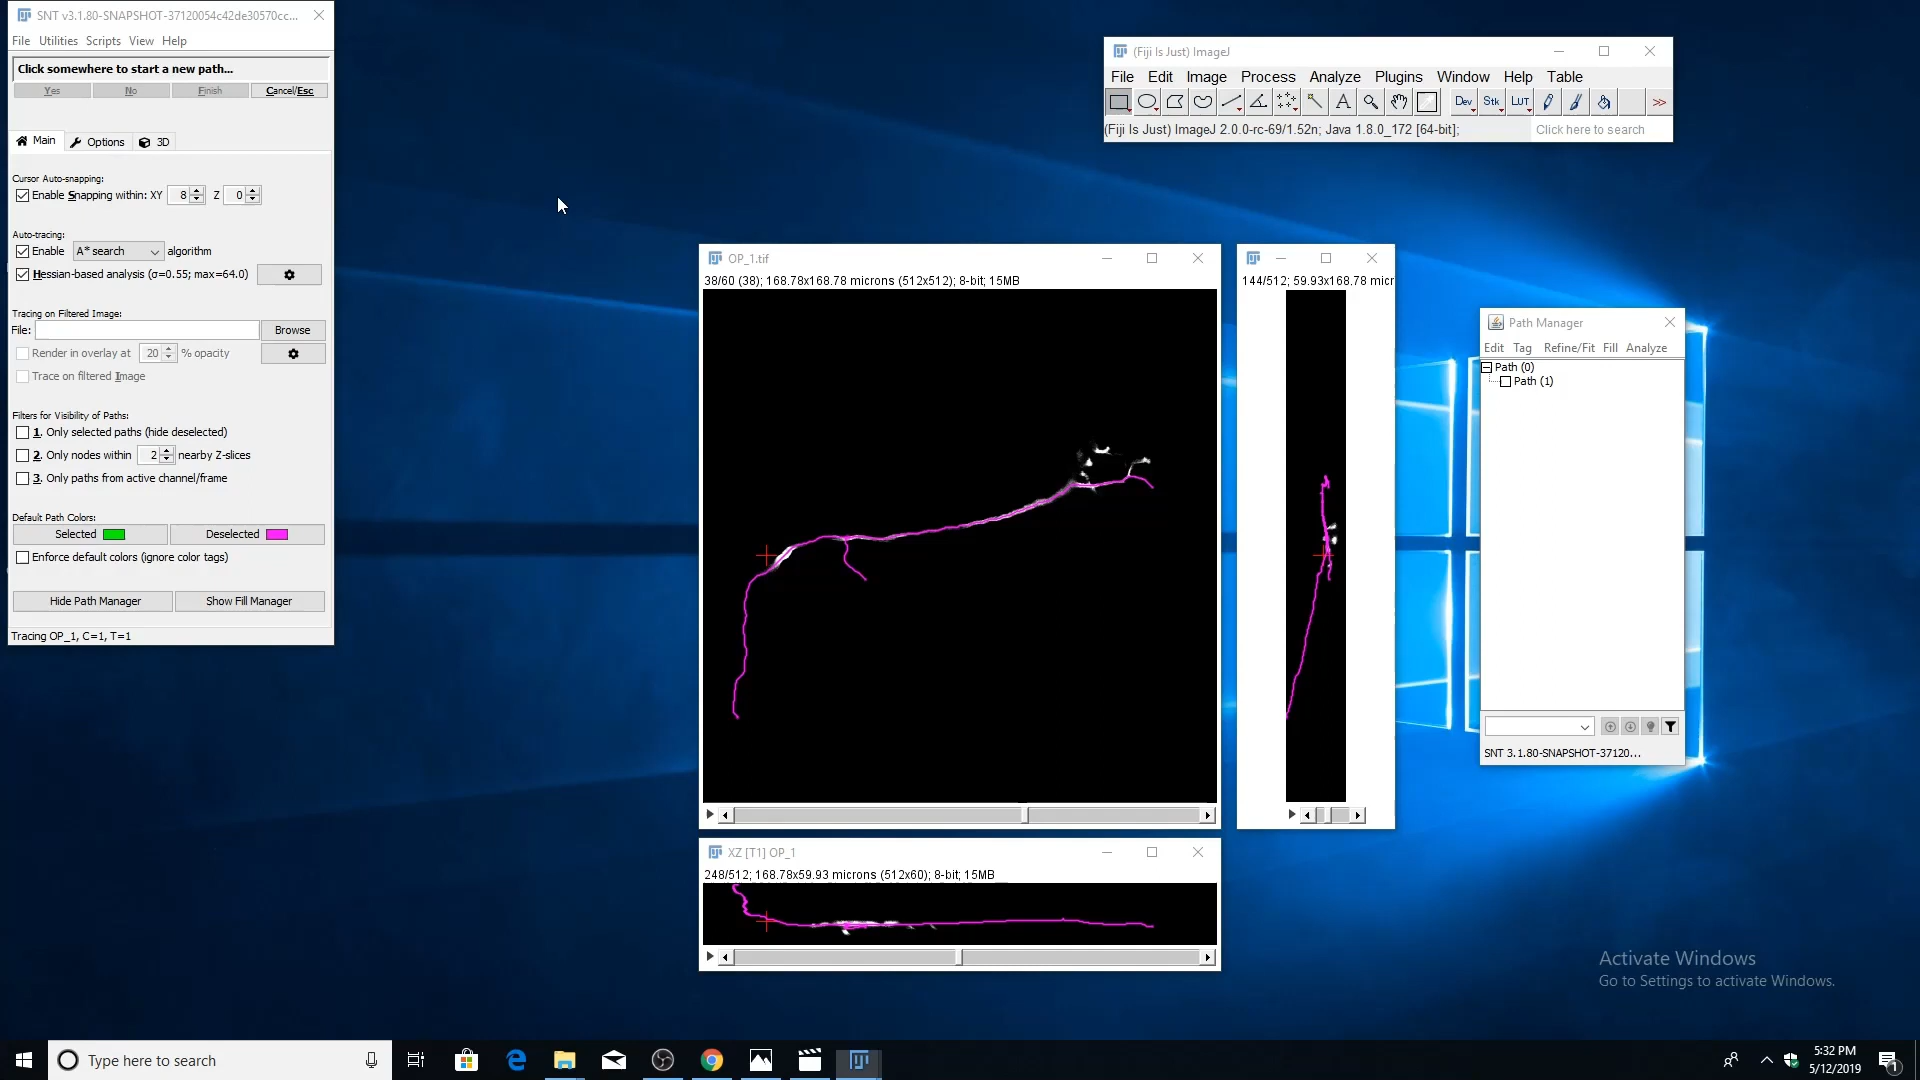 SNT v3.1.80-SNAPSHOT-37120054c42de30570cc...
File Utilities Scripts View Help
Click somewhere to start a new path...
Yes No Finish Cancel/Esc
Main Options 3D
Cursor Auto-snapping:
Enable Snapping within: XY 8 Z 0
Auto-tracing:
Enable A* search algorithm
Hessian-based analysis (σ=0.55; max=64.0)
Tracing on Filtered Image:
File: Browse
Render in overlay at 20 % opacity
Trace on filtered Image
Filters for Visibility of Paths:
1. Only selected paths (hide deselected)
2. Only nodes within 2 nearby Z-slices
3. Only paths from active channel/frame
Default Path Colors:
Selected Deselected
Enforce default colors (ignore color tags)
Hide Path Manager Show Fill Manager
Tracing OP_1, C=1, T=1
(Fiji Is Just) ImageJ
File Edit Image Process Analyze Plugins Window Help Table
A Dev Stk LUT >>
(Fiji Is Just) ImageJ 2.0.0-rc-69/1.52n; Java 1.8.0_172 [64-bit]; Click here to search
OP_1.tif
38/60 (38); 168.78x168.78 microns (512x512); 8-bit; 15MB
144/512; 59.93x168.78 micr
XZ [T1] OP_1
248/512; 168.78x59.93 microns (512x60); 8-bit; 15MB
Path Manager
Edit Tag Refine/Fit Fill Analyze
Path (0)
Path (1)
SNT 3.1.80-SNAPSHOT-37120...
Activate Windows
Go to Settings to activate Windows.
Type here to search
5:32 PM
5/12/2019
1